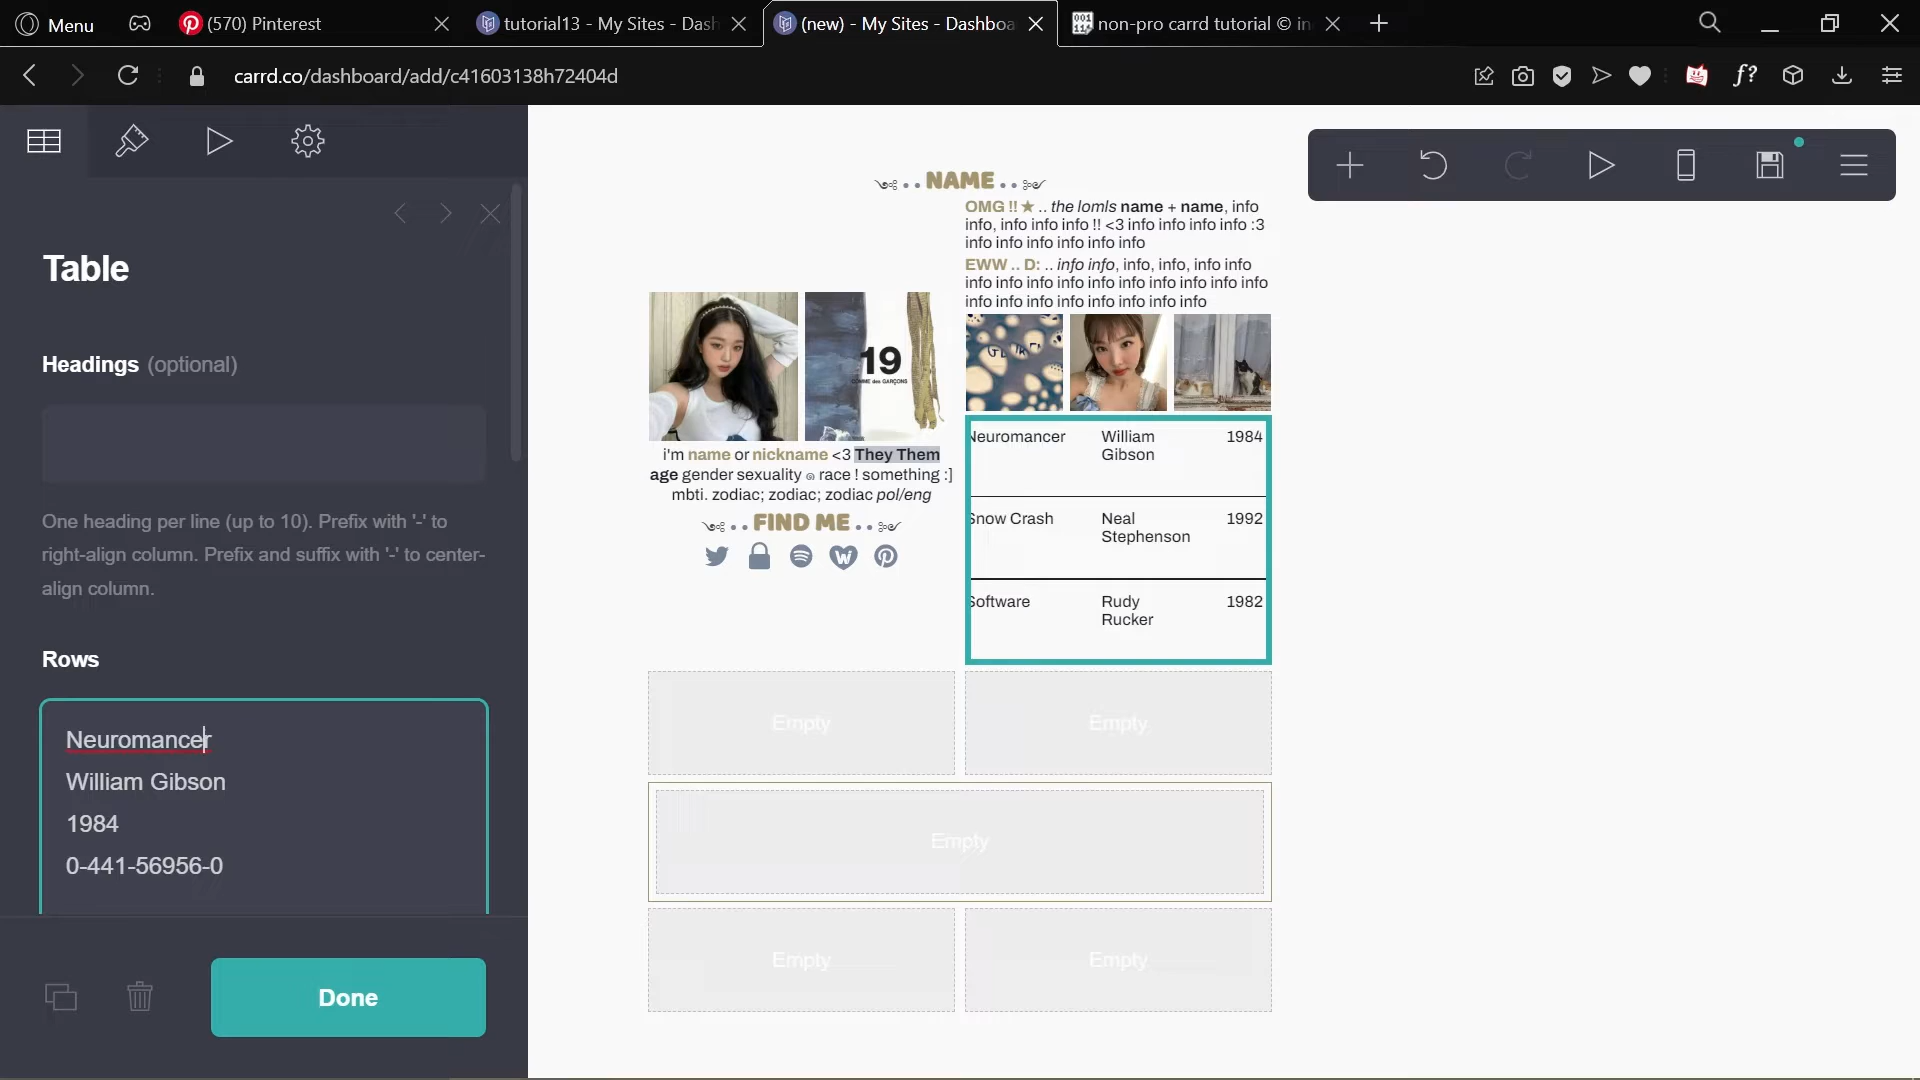 Menu
(570) Pinterest
tutorial13 - My Sites - Dash
(new) - My Sites - Dashboa
non-pro carrd tutorial © in
carrd.co/dashboard/add/c41603138h72404d
f?
Table
Headings (optional)
One heading per line (up to 10). Prefix with '-' to
right-align column. Prefix and suffix with '-' to center-
align column.
Rows
Neuromancer
William Gibson
1984
0-441-56956-0
Done
NAME
OMG !! ★ .. the lomls name + name, info
info, info info info !! <3 info info info info :3
info info info info info info
EWW .. D: .. info info, info, info, info info
info info info info info info info info info info
info info info info info info info info
19
COMME des GARÇONS
i'm name or nickname <3 They Them
age gender sexuality ๑ race ! something :]
mbti. zodiac; zodiac; zodiac pol/eng
FIND ME
Neuromancer William Gibson 1984
Snow Crash Neal Stephenson 1992
Software Rudy Rucker 1982
Empty
Empty
Empty
Empty
Empty